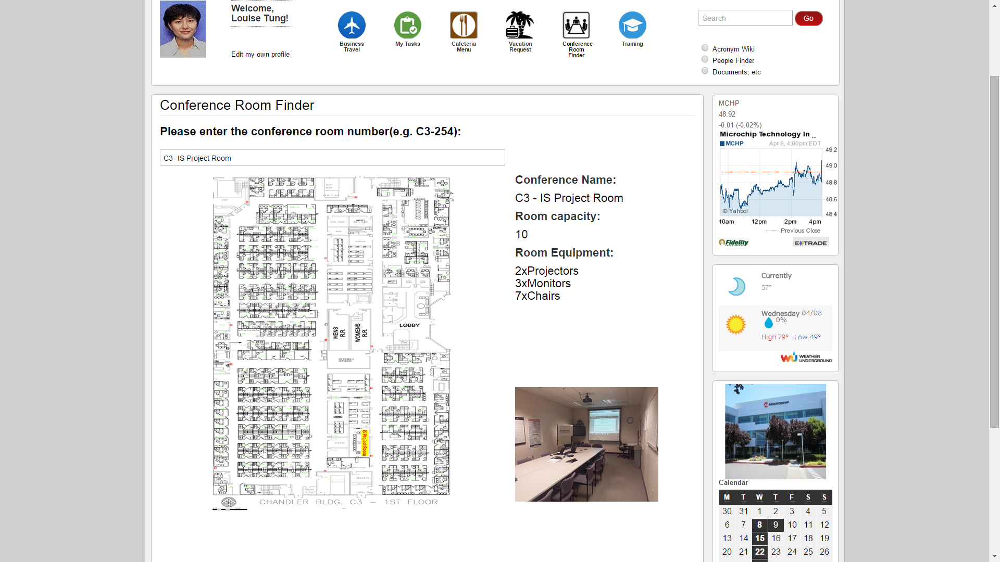 Welcome,
Louise Tung!
Edit my own profile
Business
Travel
My Tasks
Cafeteria
Menu
Vacation
Request
Conference
Room
Finder
Training
Search
Go
Acronym Wiki
People Finder
Documents, etc
Conference Room Finder
Please enter the conference room number(e.g. C3-254):
C3- IS Project Room
LOBBY
MENS
R.R.
WOMENS
R.R.
LOBBY
IS Project Room
SECURITY
LOBBY
CHANDLER BLDG. C3 – 1ST FLOOR
Conference Name:
C3 - IS Project Room
Room capacity:
10
Room Equipment:
2xProjectors
3xMonitors
7xChairs
MCHP
48.92
-0.01 (-0.02%)
Microchip Technology In ...
MCHP
Apr 8, 4:00pm EDT
49.2
49.0
48.8
48.6
48.4
© Yahoo!
10am 12pm 2pm 4pm
Previous Close
Fidelity
E*TRADE
Currently
57°
Wednesday 04/08
0%
High 79° Low 49°
WU WEATHER
UNDERGROUND
MICROCHIP
Calendar
M T W T F S S
30 31 1 2 3 4 5
6 7 8 9 10 11 12
13 14 15 16 17 18 19
20 21 22 23 24 25 26